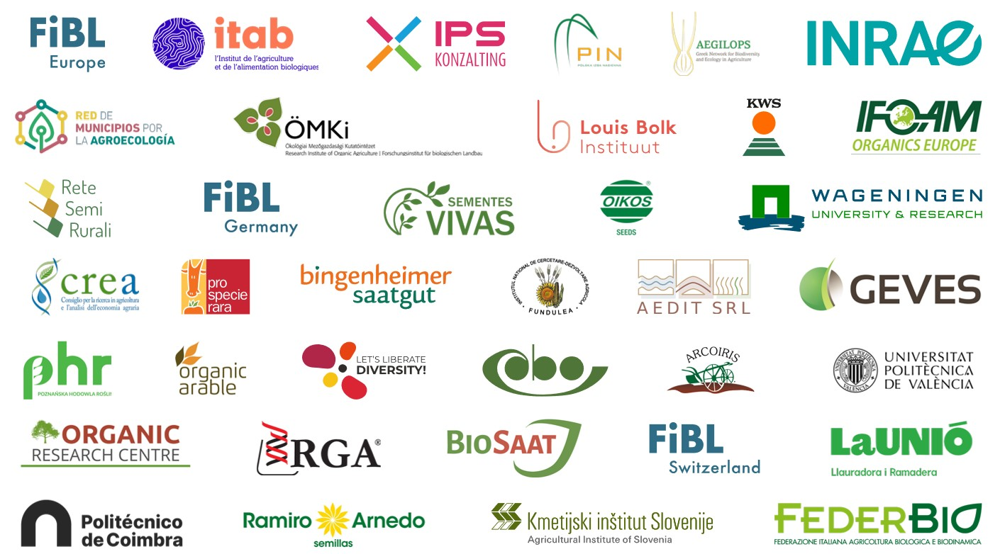 FiBL
Europe
itab
l'Institut de l'agriculture
et de l'alimentation biologiques
IPS
KONZALTING
PIN
POLSKA IZBA NASIENNA
AEGILOPS
Greek Network for Biodiversity
and Ecology in Agriculture
INRAE
RED DE
MUNICIPIOS POR
LA AGROECOLOGÍA
ÖMKi
Ökológiai Mezőgazdasági Kutatóintézet
Research Institute of Organic Agriculture | Forschungsinstitut für biologischen Landbau
Louis Bolk
Instituut
KWS
IFOAM
ORGANICS EUROPE
Rete
Semi
Rurali
FiBL
Germany
SEMENTES
VIVAS
OIKOS®
SEEDS
WAGENINGEN
UNIVERSITY & RESEARCH
crea
Consiglio per la ricerca in agricoltura
e l'analisi dell'economia agraria
pro
specie
rara
bingenheimer
saatgut
INSTITUTUL NATIONAL DE CERCETARE-DEZVOLTARE AGRICOLA
• FUNDULEA •
AEDIT SRL
GEVES
phr
POZNAŃSKA HODOWLA ROŚLI!
organic
arable
LET'S LIBERATE
DIVERSITY!
cbo
ARCOIRIS
UNIVERSITAT POLITÈCNICA
VALÈNCIA
UNIVERSITAT
POLITÈCNICA
DE VALÈNCIA
ORGANIC
RESEARCH CENTRE
RGA®
BIOSAAT
FiBL
Switzerland
LaUNIÓ
Llauradora i Ramadera
Politécnico
de Coimbra
Ramiro Arnedo
semillas
Kmetijski inštitut Slovenije
Agricultural Institute of Slovenia
FEDERBIO
FEDERAZIONE ITALIANA AGRICOLTURA BIOLOGICA E BIODINAMICA